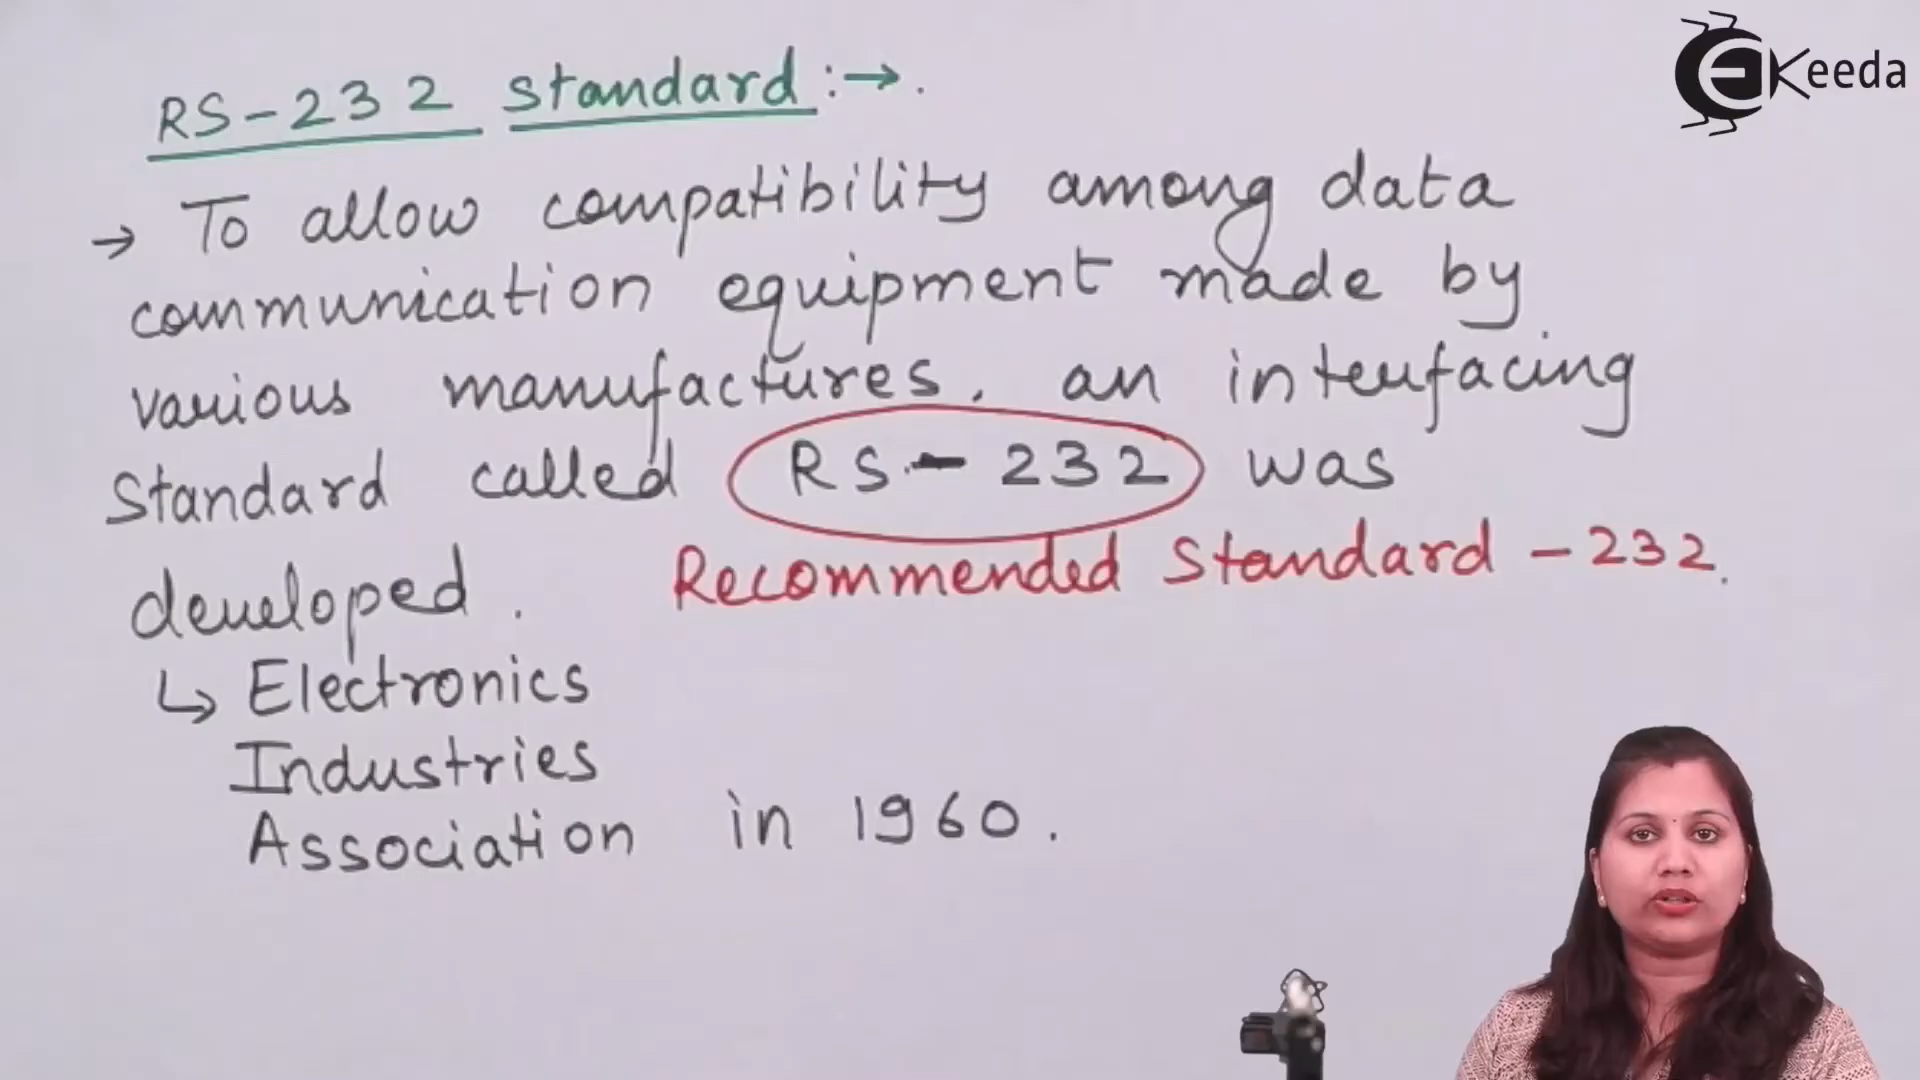 RS-232 Standard :→.
EKeeda
→ To allow compatibility among data
communication equipment made by
various manufactures, an interfacing
Standard called RS-232 was
developed. Recommended Standard -232.
↳ Electronics
Industries
Association in 1960.